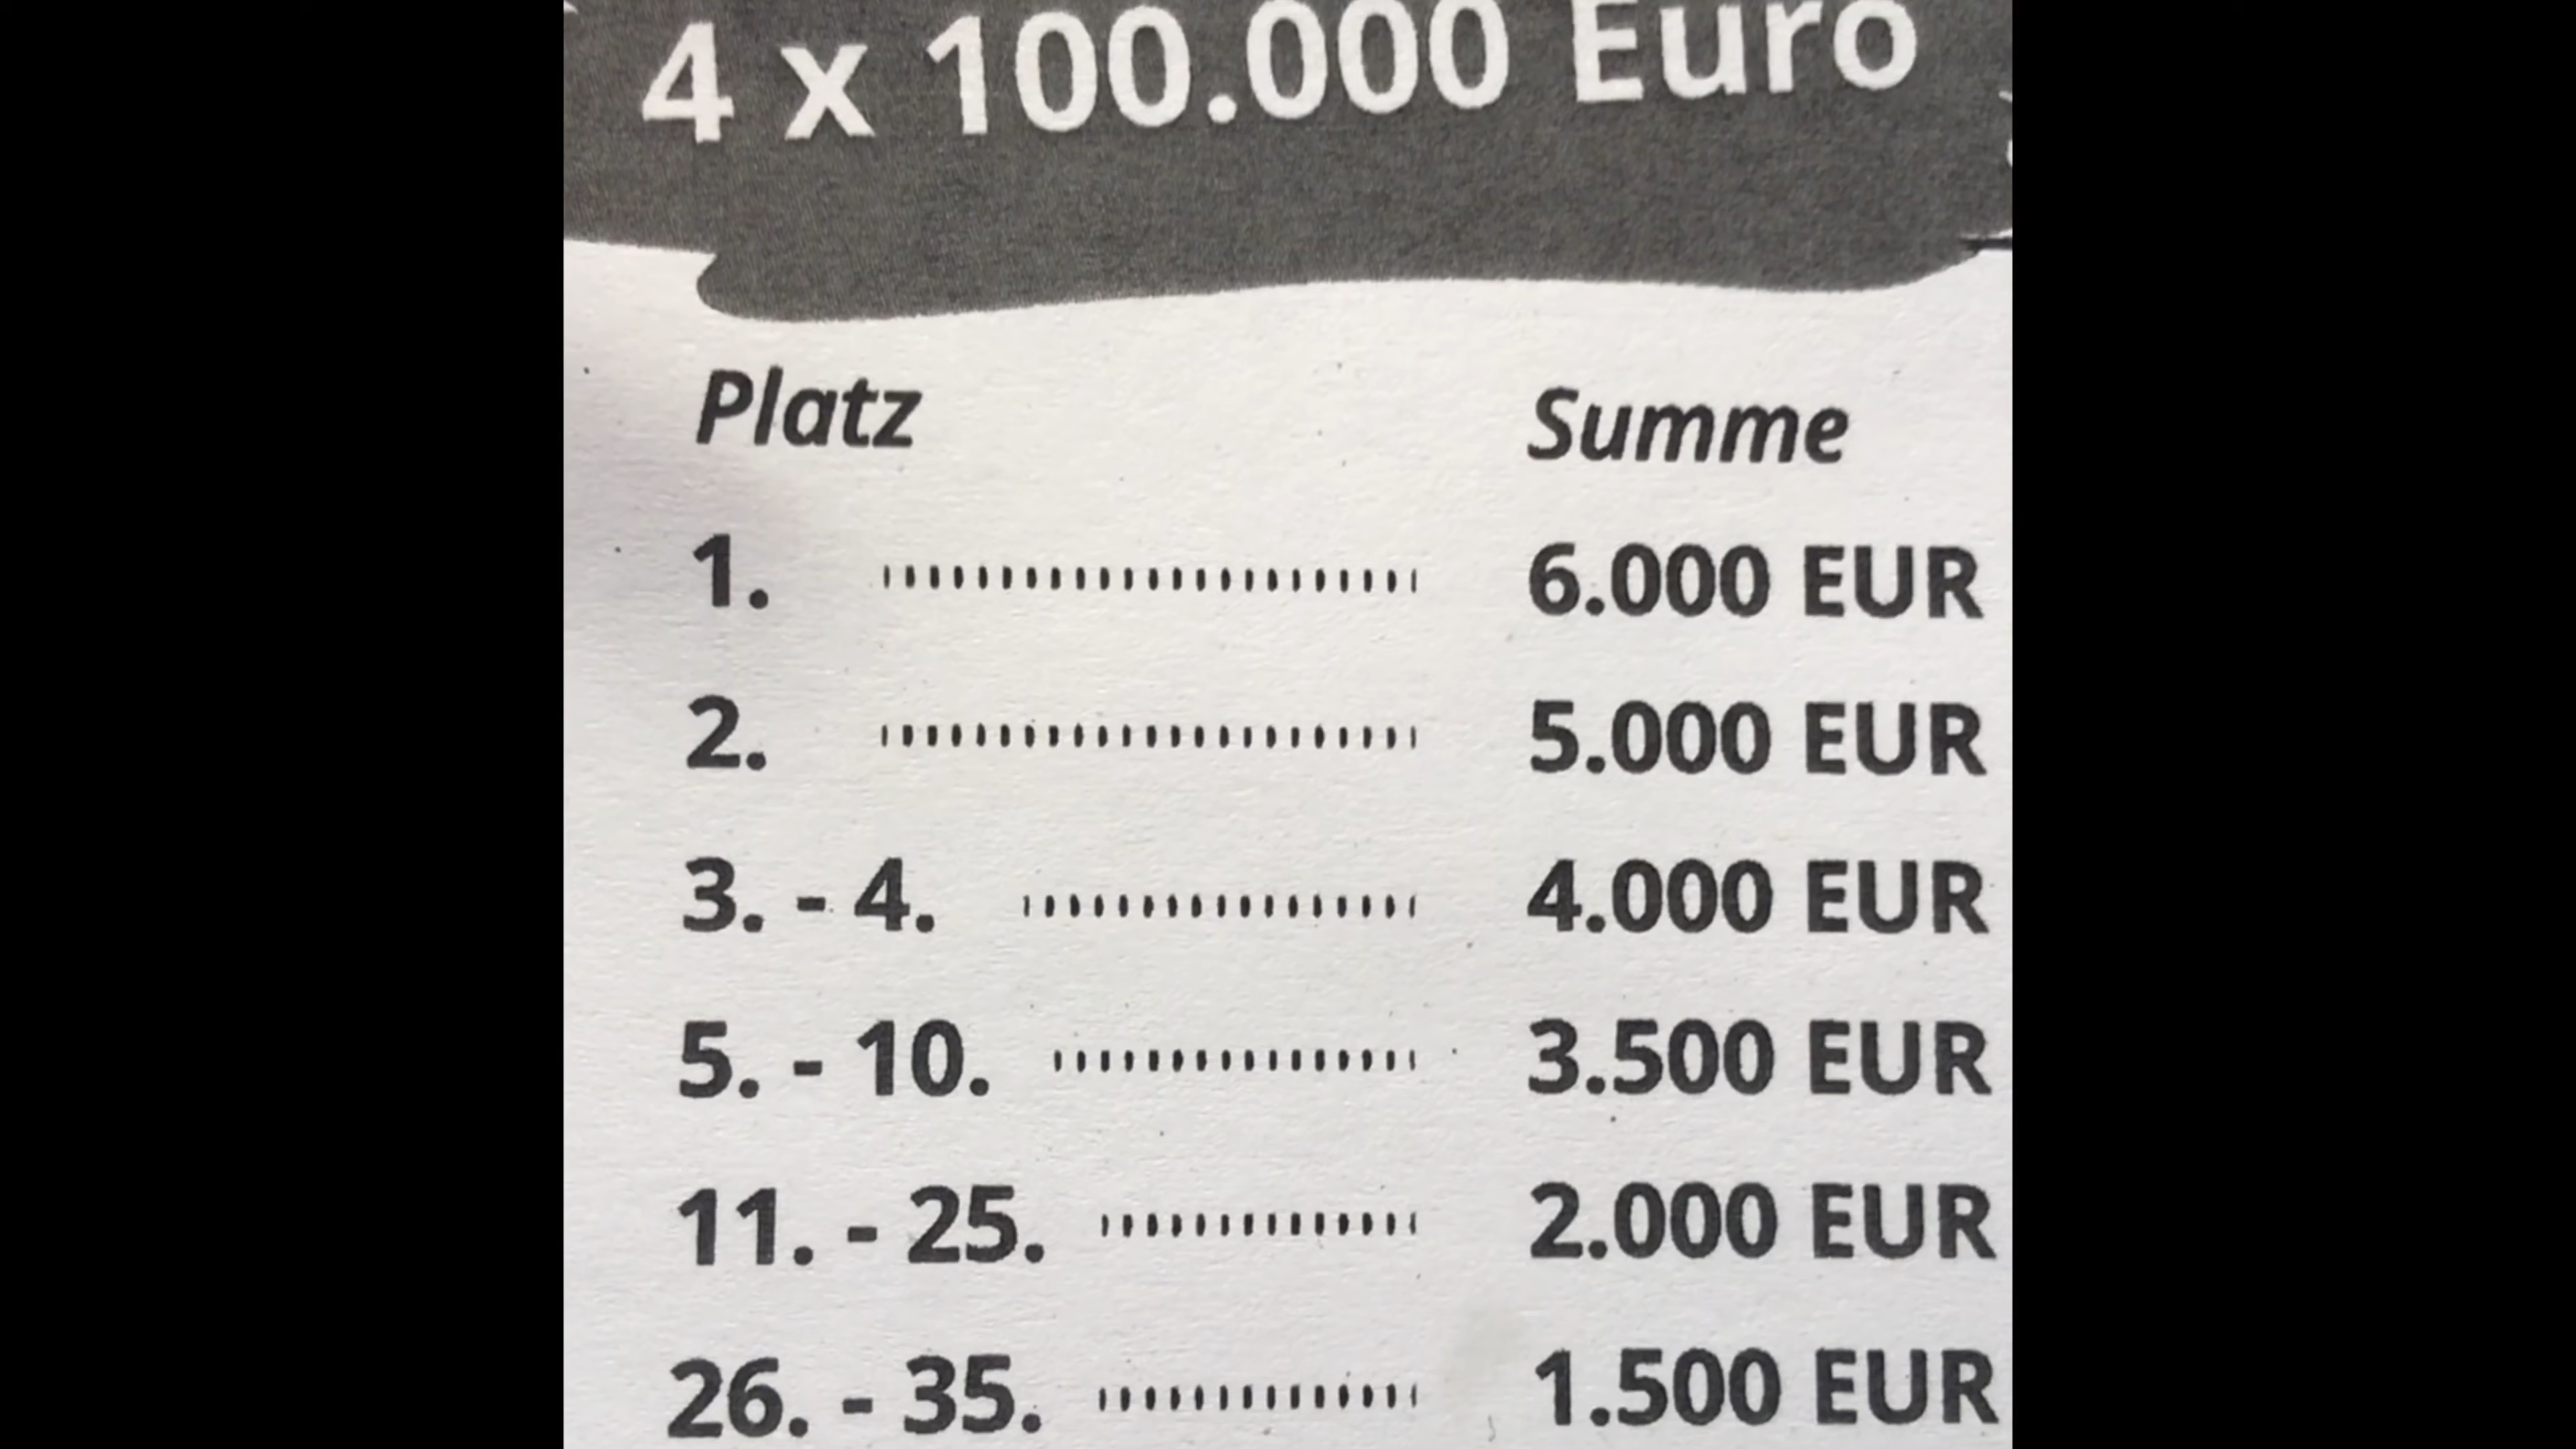 4 x 100.000 Euro
Platz Summe
1. 6.000 EUR
2. 5.000 EUR
3. - 4. 4.000 EUR
5. - 10. 3.500 EUR
11. - 25. 2.000 EUR
26. - 35. 1.500 EUR